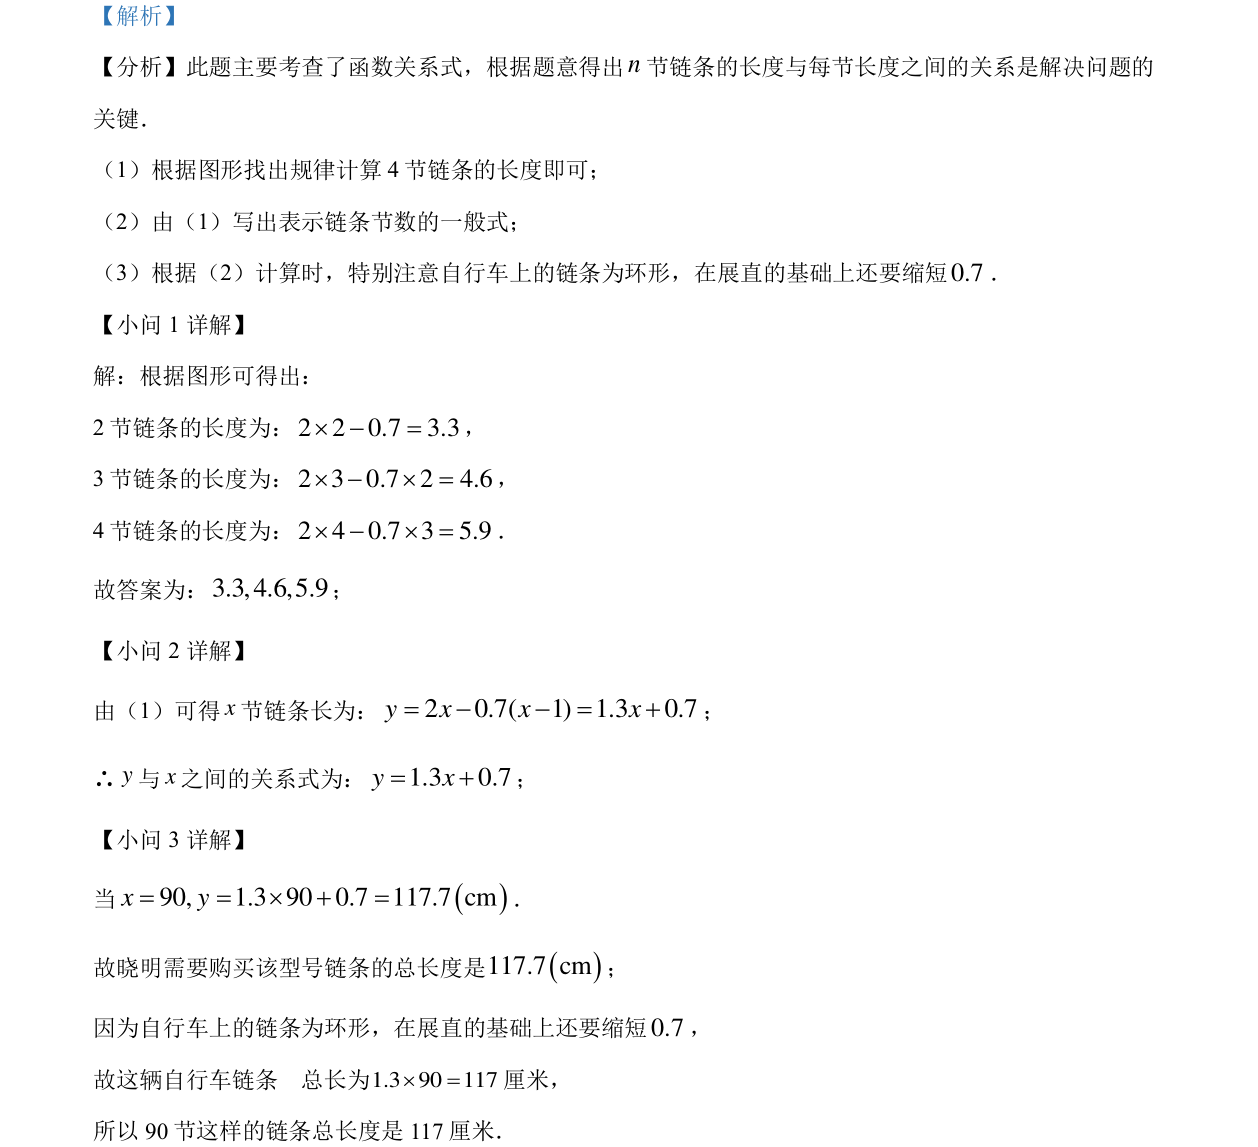 【解析】
【分析】此题主要考查了函数关系式，根据题意得出 n 节链条的长度与每节长度之间的关系是解决问题的
关键．
（1）根据图形找出规律计算 4 节链条的长度即可；
（2）由（1）写出表示链条节数的一般式；
（3）根据（2）计算时，特别注意自行车上的链条为环形，在展直的基础上还要缩短 0.7．
【小问 1 详解】
解：根据图形可得出：
2 节链条的长度为：2×2−0.7=3.3，
3 节链条的长度为：2×3−0.7×2=4.6，
4 节链条的长度为：2×4−0.7×3=5.9．
故答案为：3.3,4.6,5.9；
【小问 2 详解】
由（1）可得 x 节链条长为：y=2x−0.7(x−1)=1.3x+0.7；
∴ y 与 x 之间的关系式为：y=1.3x+0.7；
【小问 3 详解】
当 x=90, y=1.3×90+0.7=117.7(cm)．
故晓明需要购买该型号链条的总长度是117.7(cm)；
因为自行车上的链条为环形，在展直的基础上还要缩短 0.7，
故这辆自行车链条 总长为1.3×90=117 厘米，
所以 90 节这样的链条总长度是 117 厘米．